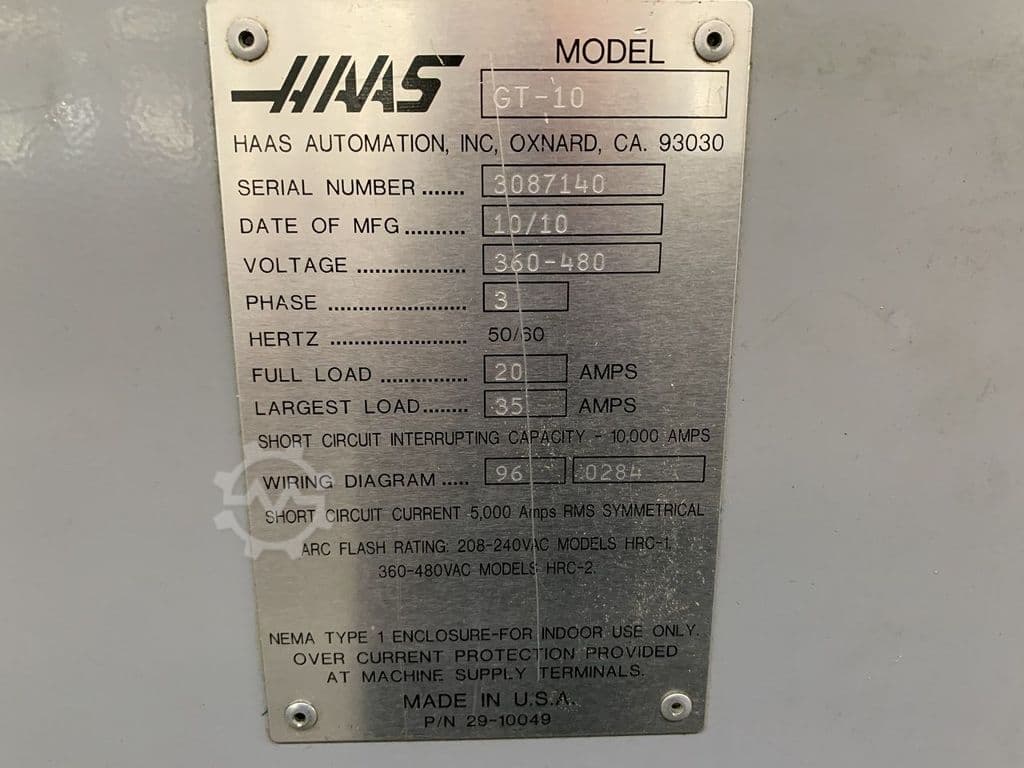 HAAS
MODEL
GT-10
HAAS AUTOMATION, INC, OXNARD, CA. 93030
SERIAL NUMBER ....... 3087140
DATE OF MFG.......... 10/10
VOLTAGE .................. 360-480
PHASE ....................... 3
HERTZ ....................... 50/60
FULL LOAD ............... 20 AMPS
LARGEST LOAD........ 35 AMPS
SHORT CIRCUIT INTERRUPTING CAPACITY - 10,000 AMPS
WIRING DIAGRAM ..... 96 0284
SHORT CIRCUIT CURRENT 5,000 Amps RMS SYMMETRICAL
ARC FLASH RATING: 208-240VAC MODELS HRC-1,
360-480VAC MODELS HRC-2.
NEMA TYPE 1 ENCLOSURE-FOR INDOOR USE ONLY.
OVER CURRENT PROTECTION PROVIDED
AT MACHINE SUPPLY TERMINALS.
MADE IN U.S.A.
P/N 29-10049